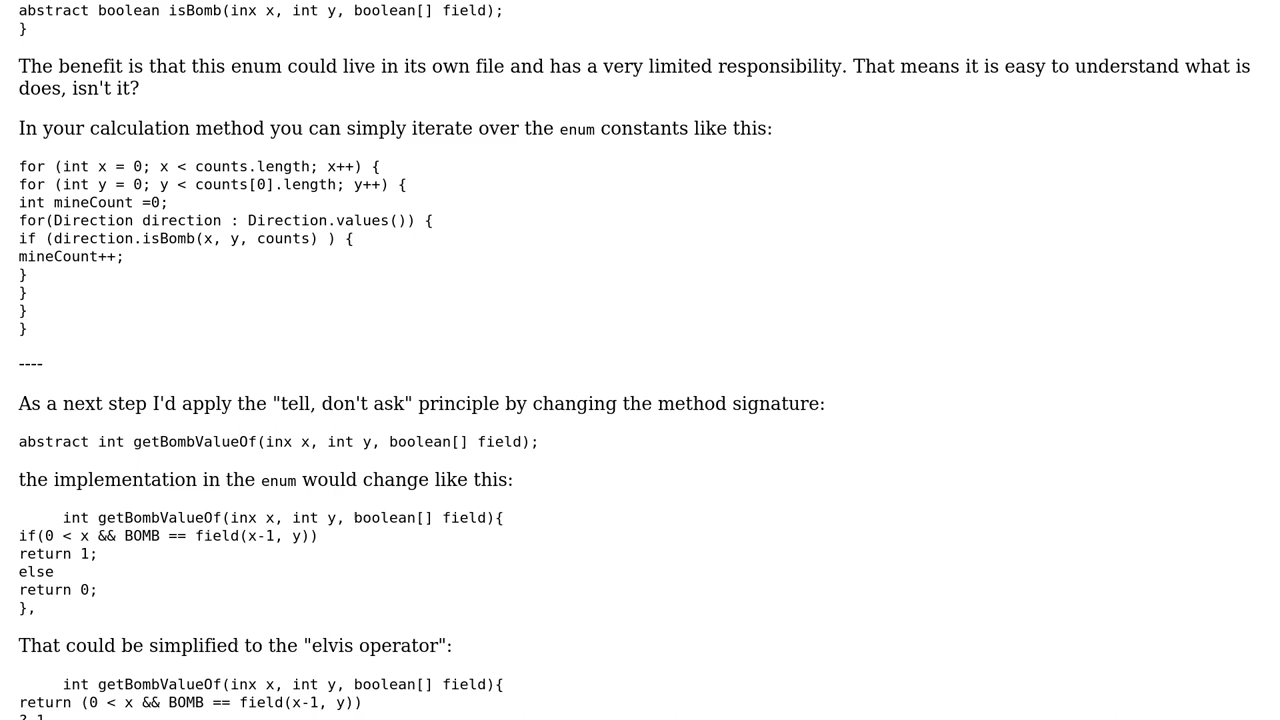 abstract boolean isBomb(inx x, int y, boolean[] field);
}
The benefit is that this enum could live in its own file and has a very limited responsibility. That means it is easy to understand what is
does, isn't it?
In your calculation method you can simply iterate over the enum constants like this:
for (int x = 0; x < counts.length; x++) {
for (int y = 0; y < counts[0].length; y++) {
int mineCount =0;
for(Direction direction : Direction.values()) {
if (direction.isBomb(x, y, counts) ) {
mineCount++;
}
}
}
}
----
As a next step I'd apply the "tell, don't ask" principle by changing the method signature:
abstract int getBombValueOf(inx x, int y, boolean[] field);
the implementation in the enum would change like this:
     int getBombValueOf(inx x, int y, boolean[] field){
if(0 < x && BOMB == field(x-1, y))
return 1;
else
return 0;
},
That could be simplified to the "elvis operator":
     int getBombValueOf(inx x, int y, boolean[] field){
return (0 < x && BOMB == field(x-1, y))
? 1